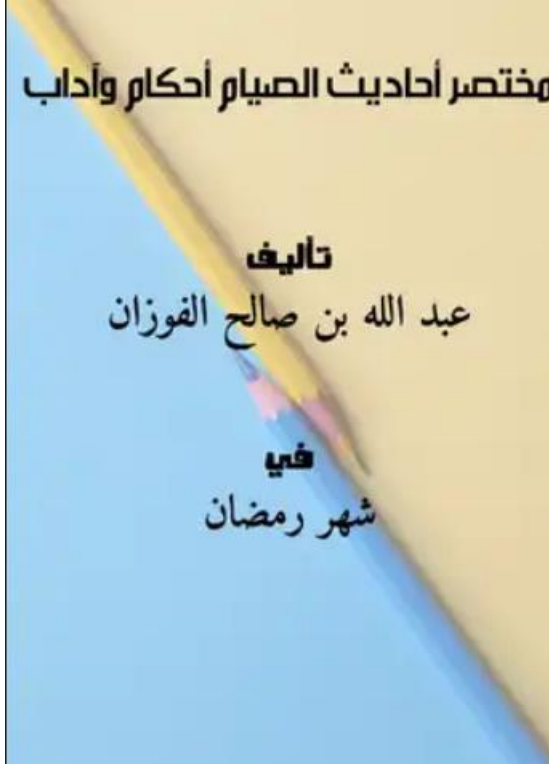 مختصر أحاديث الصيام أحكام وآداب
تأليف
عبد الله بن صالح الفوزان
في
شهر رمضان